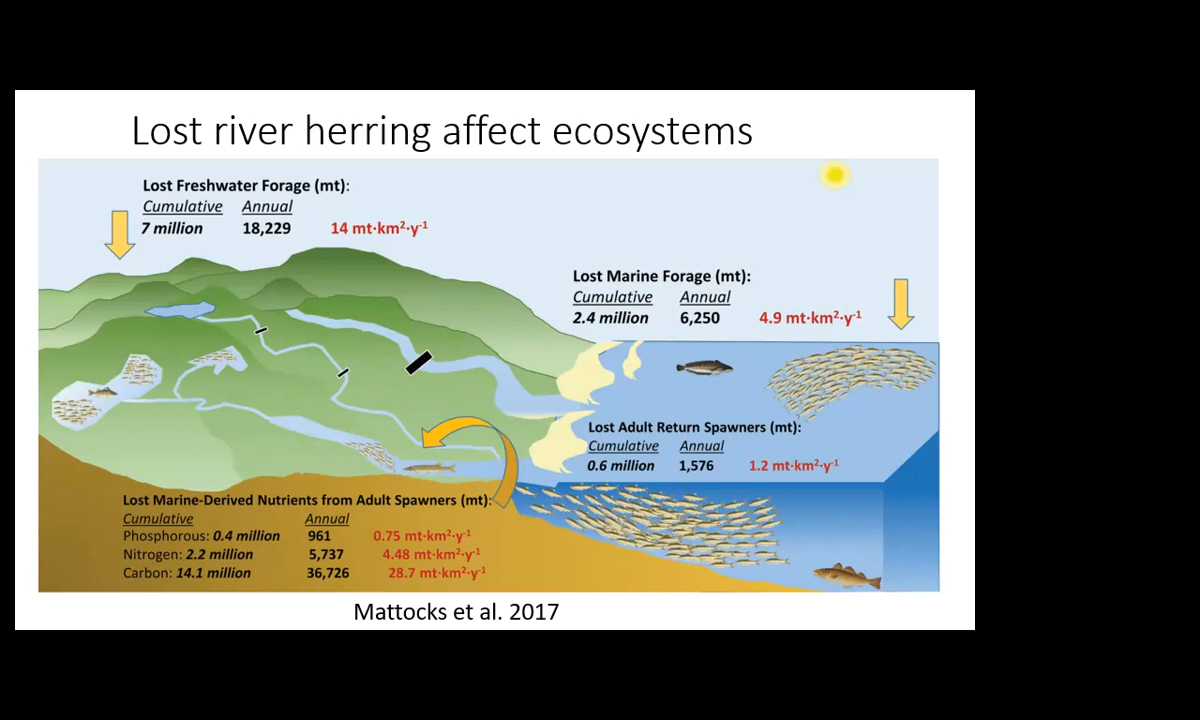 Lost river herring affect ecosystems
Lost Freshwater Forage (mt):
Cumulative Annual
7 million 18,229 14 mt·km²·y⁻¹
Lost Marine Forage (mt):
Cumulative Annual
2.4 million 6,250 4.9 mt·km²·y⁻¹
Lost Adult Return Spawners (mt):
Cumulative Annual
0.6 million 1,576 1.2 mt·km²·y⁻¹
Lost Marine-Derived Nutrients from Adult Spawners (mt):
Cumulative Annual
Phosphorous: 0.4 million 961 0.75 mt·km²·y⁻¹
Nitrogen: 2.2 million 5,737 4.48 mt·km²·y⁻¹
Carbon: 14.1 million 36,726 28.7 mt·km²·y⁻¹
Mattocks et al. 2017